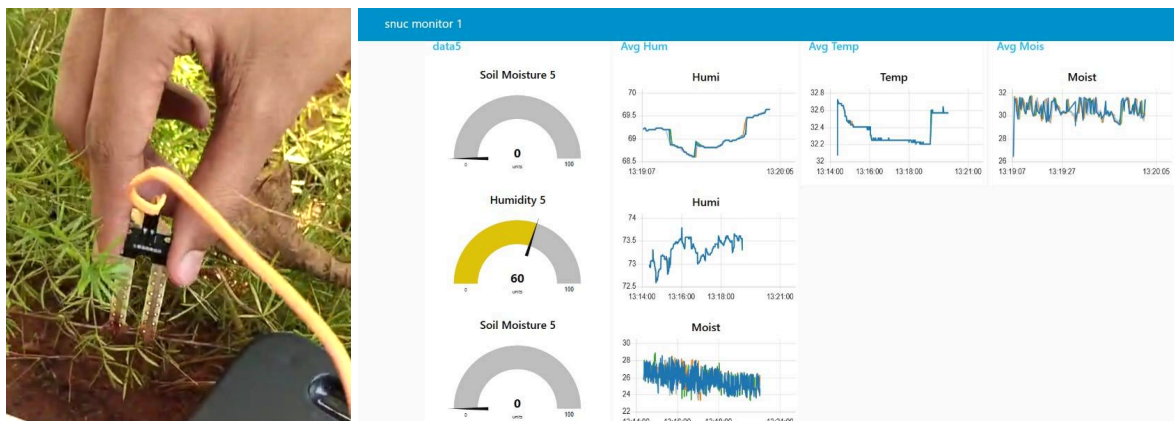 snuc monitor 1
data5
Avg Hum
Avg Temp
Avg Mois
Soil Moisture 5
0
units
0
100
Humi
70
69.5
69
69
68.5
13:19:07
13:20:05
Temp
32.8
32.6
32.4
32.2
32
13:14:00
13:16:00
13:18:00
13:21:00
Moist
32
30
28
26
13:19:07
13:19:27
13:20:05
Humidity 5
60
units
0
100
Humi
74
73.5
73
72.5
13:14:00
13:16:00
13:18:00
13:21:00
Soil Moisture 5
0
units
0
100
Moist
30
28
26
24
22